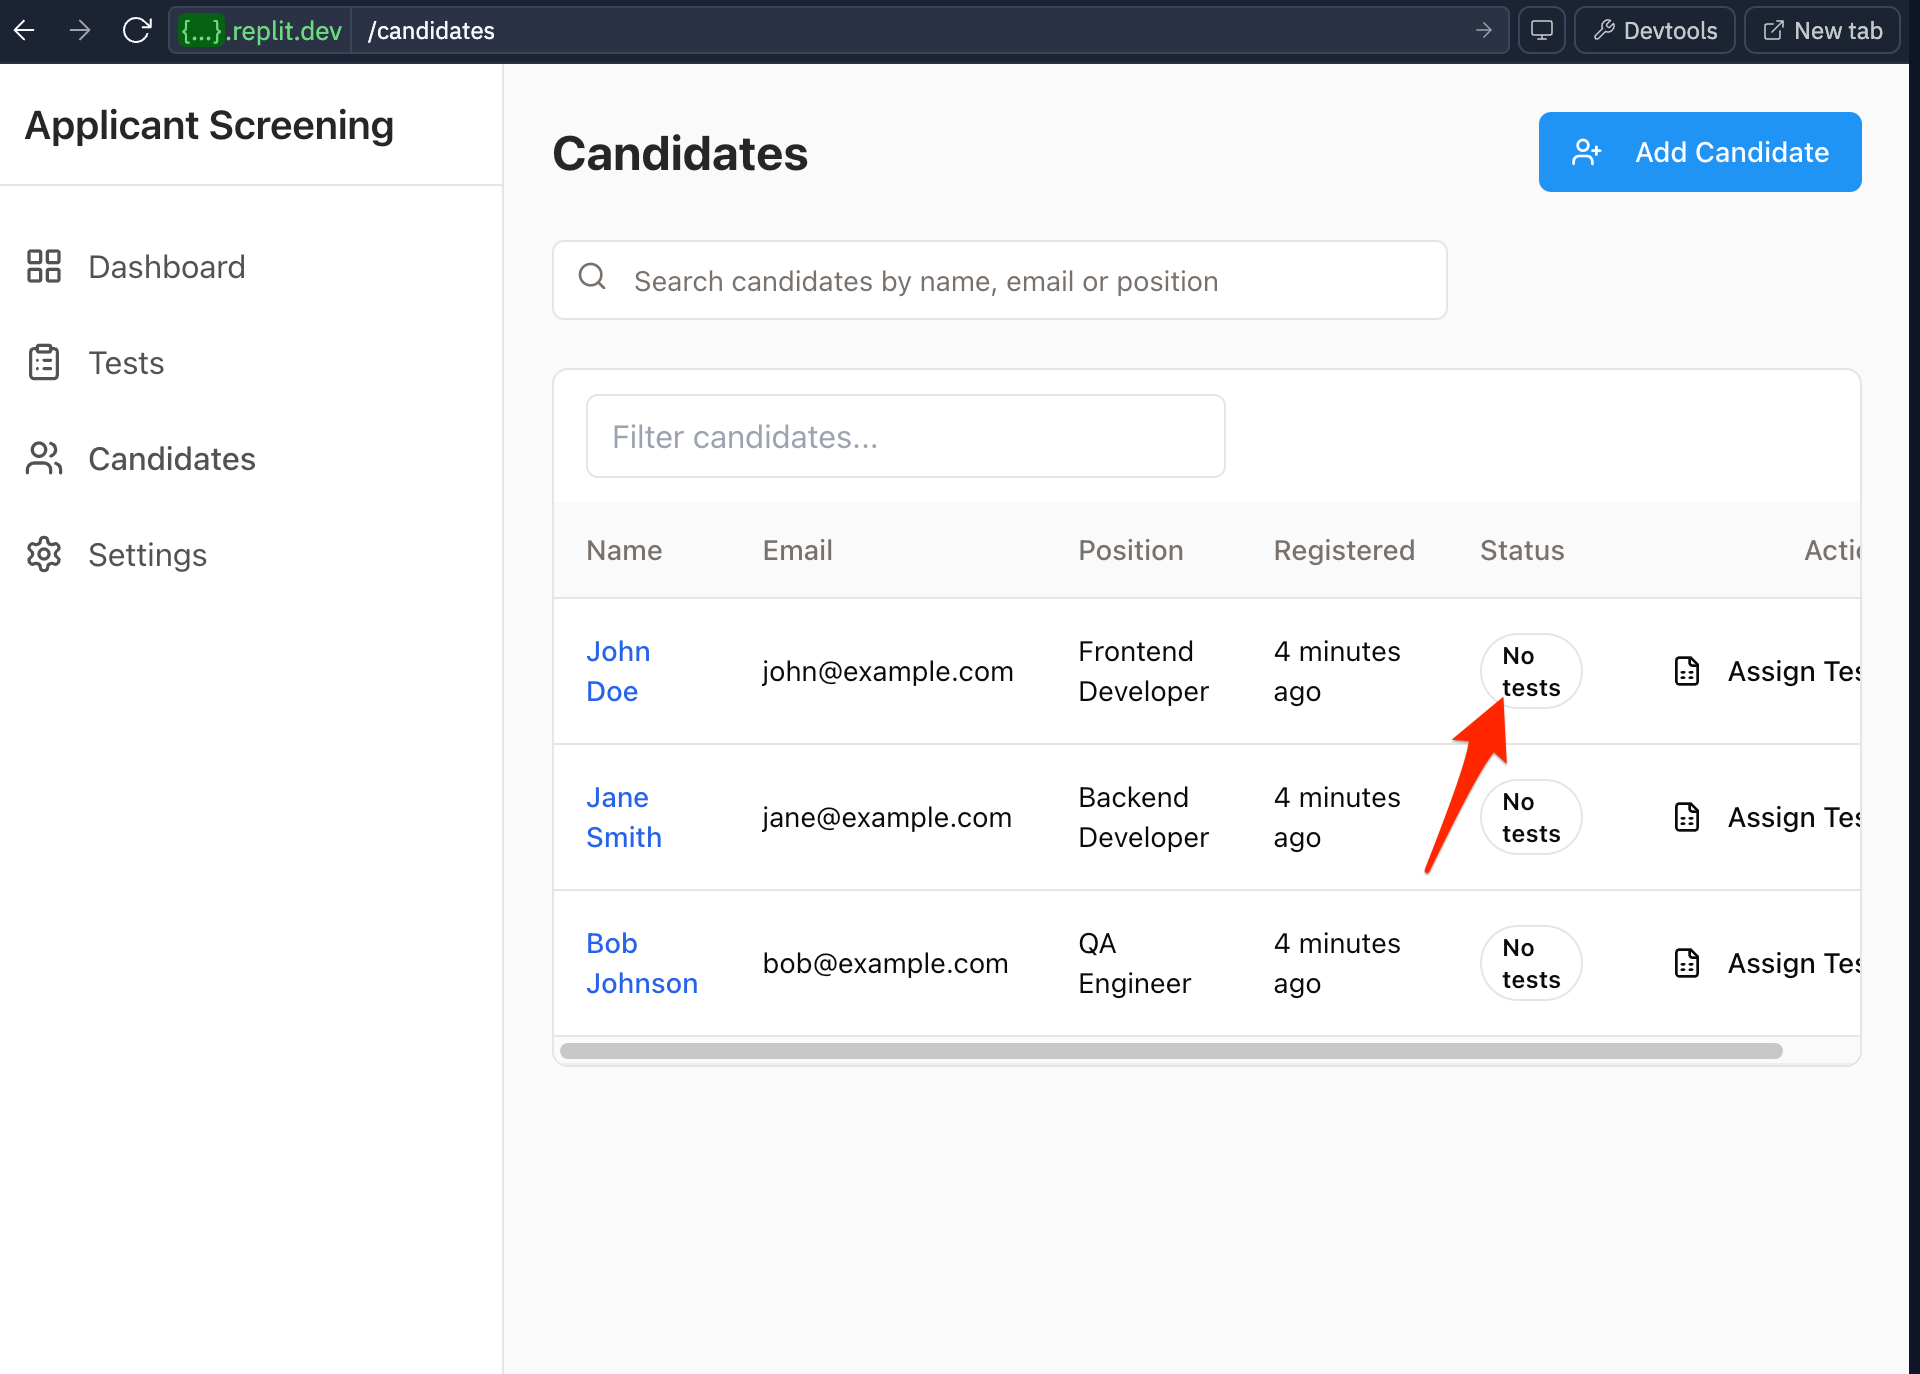 {...}.replit.dev /candidates Devtools New tab
Applicant Screening
Dashboard
Tests
Candidates
Settings
Candidates
Add Candidate
Search candidates by name, email or position
Filter candidates...
Name Email Position Registered Status Actio
John
Doe
john@example.com
Frontend
Developer
4 minutes
ago
No
tests
Assign Tes
Jane
Smith
jane@example.com
Backend
Developer
4 minutes
ago
No
tests
Assign Tes
Bob
Johnson
bob@example.com
QA
Engineer
4 minutes
ago
No
tests
Assign Tes